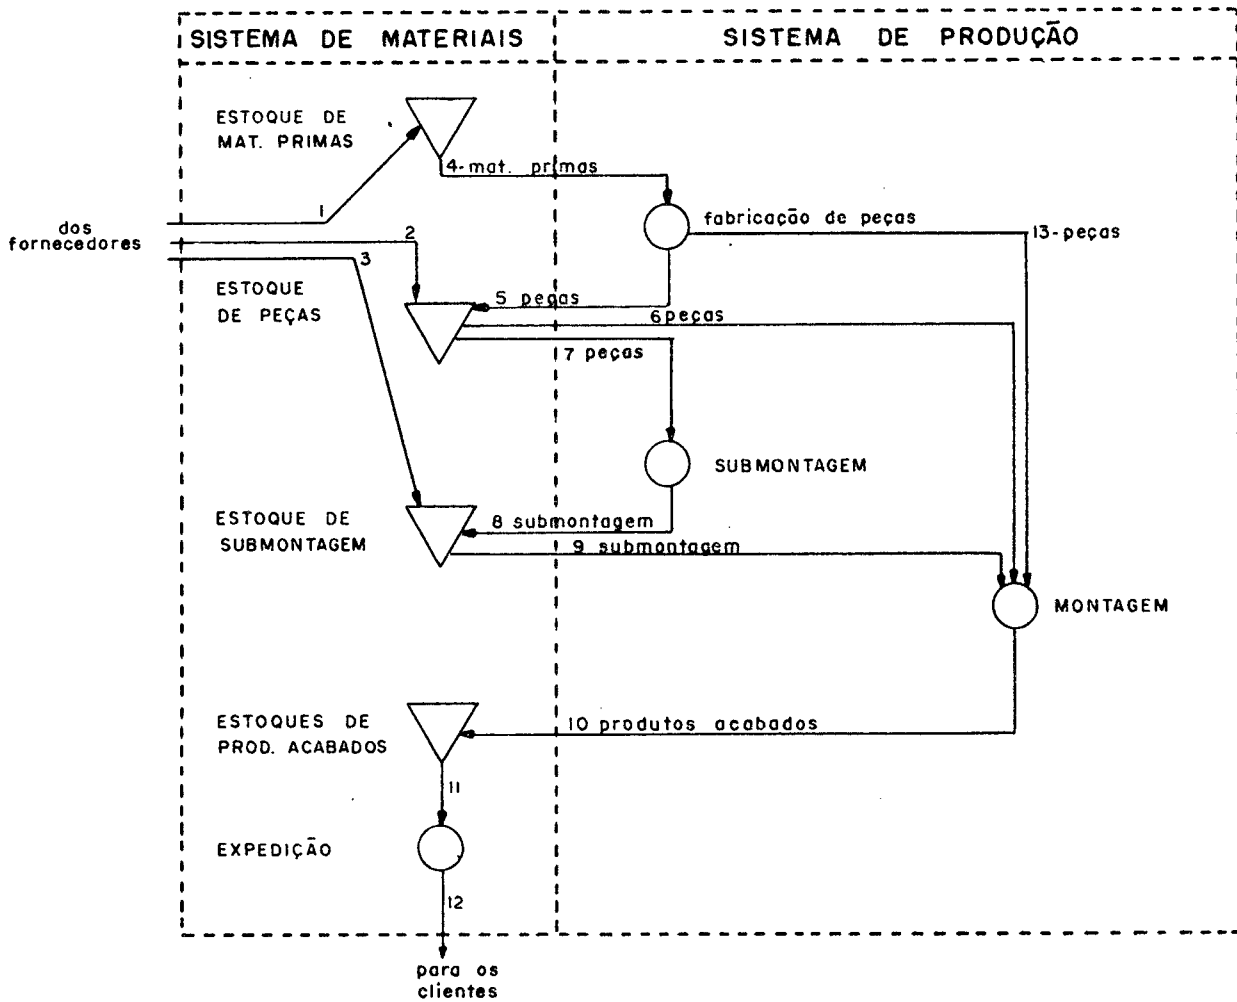 SISTEMA DE MATERIAIS
SISTEMA DE PRODUÇÃO
ESTOQUE DE
MAT. PRIMAS
4-mat. primas
1
dos
fornecedores
2
3
fabricação de peças
13-peças
ESTOQUE
DE PEÇAS
5 peças
6 peças
7 peças
SUBMONTAGEM
ESTOQUE DE
SUBMONTAGEM
8 submontagem
9 submontagem
MONTAGEM
ESTOQUES DE
PROD. ACABADOS
10 produtos acabados
11
EXPEDIÇÃO
12
para os
clientes